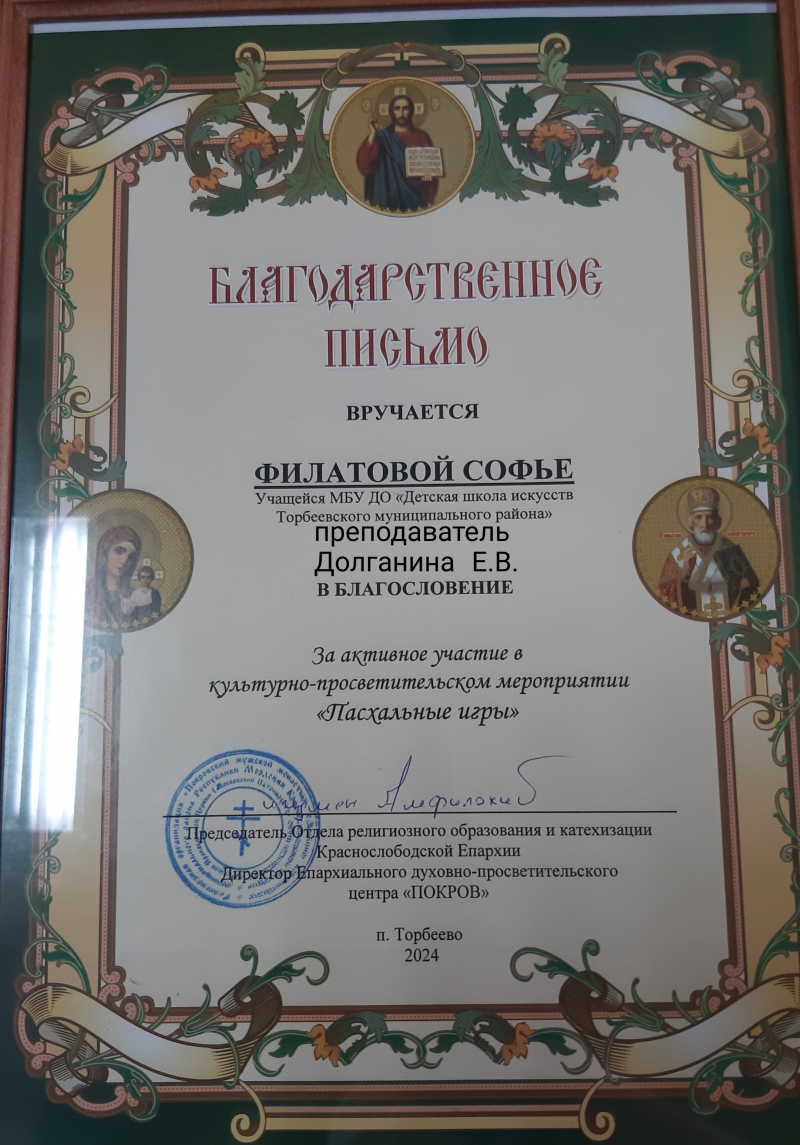 БЛАГОДАРСТВЕННОЕ
ПИСЬМО
ВРУЧАЕТСЯ
ФИЛАТОВОЙ СОФЬЕ
Учащейся МБУ ДО «Детская школа искусств
Торбеевского муниципального района»
преподаватель
Долганина Е.В.
В БЛАГОСЛОВЕНИЕ
За активное участие в
культурно-просветительском мероприятии
«Пасхальные игры»
игумен Амфилохий
Председатель Отдела религиозного образования и катехизации
Краснослободской Епархии
Директор Епархиального духовно-просветительского
центра «ПОКРОВ»
п. Торбеево
2024